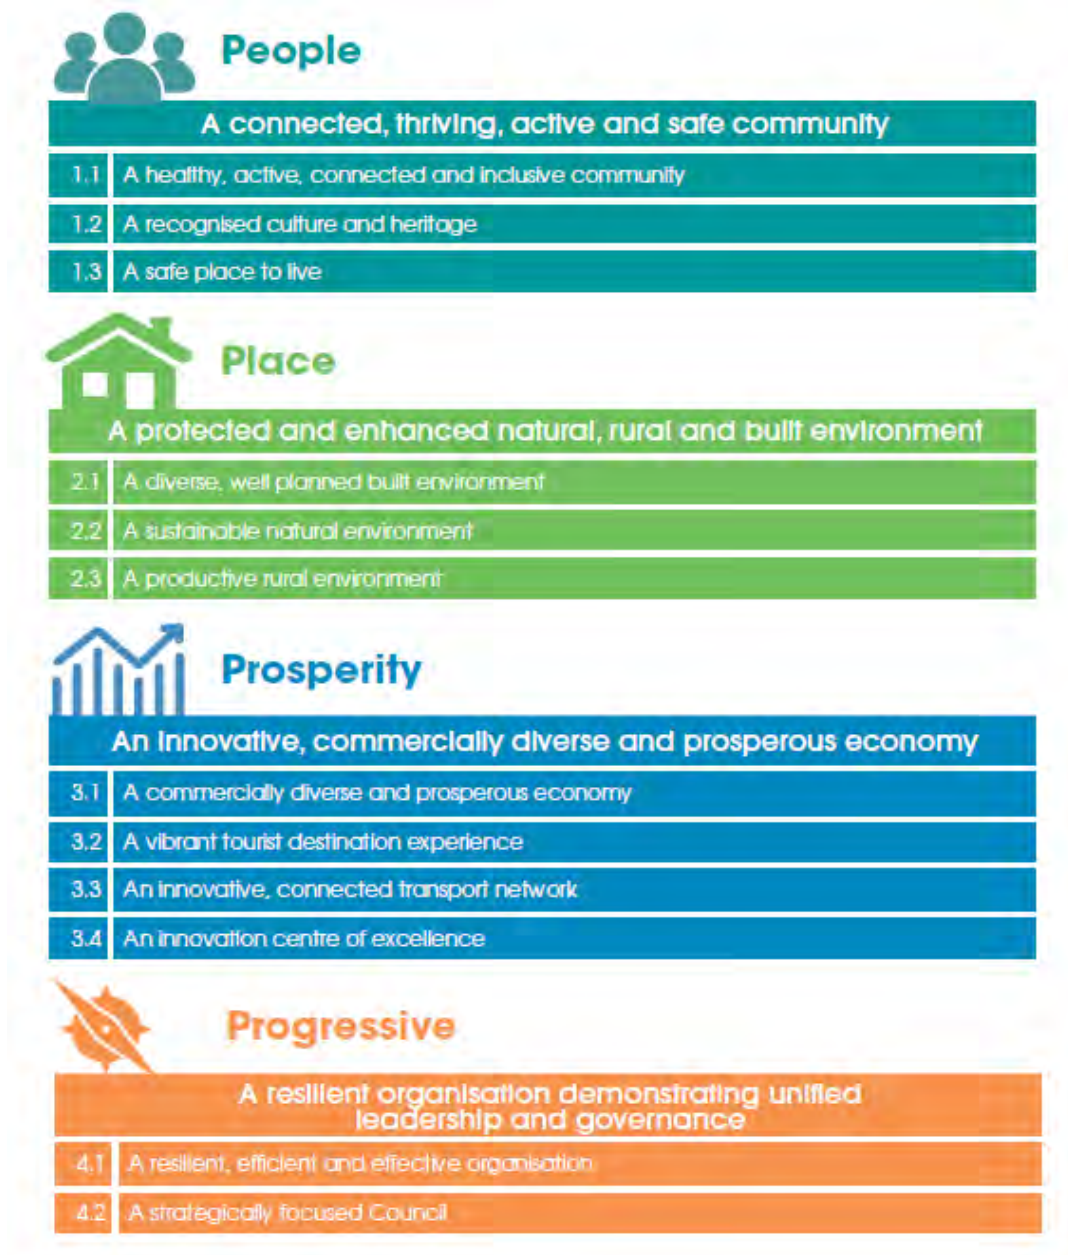 People
A connected, thriving, active and safe community
1.1 A healthy, active, connected and inclusive community
1.2 A recognised culture and heritage
1.3 A safe place to live
Place
A protected and enhanced natural, rural and built environment
2.1 A diverse, well planned built environment
2.2 A sustainable natural environment
2.3 A productive rural environment
Prosperity
An innovative, commercially diverse and prosperous economy
3.1 A commercially diverse and prosperous economy
3.2 A vibrant tourist destination experience
3.3 An innovative, connected transport network
3.4 An innovation centre of excellence
Progressive
A resilient organisation demonstrating unified
leadership and governance
4.1 A resilient, efficient and effective organisation
4.2 A strategically focused Council